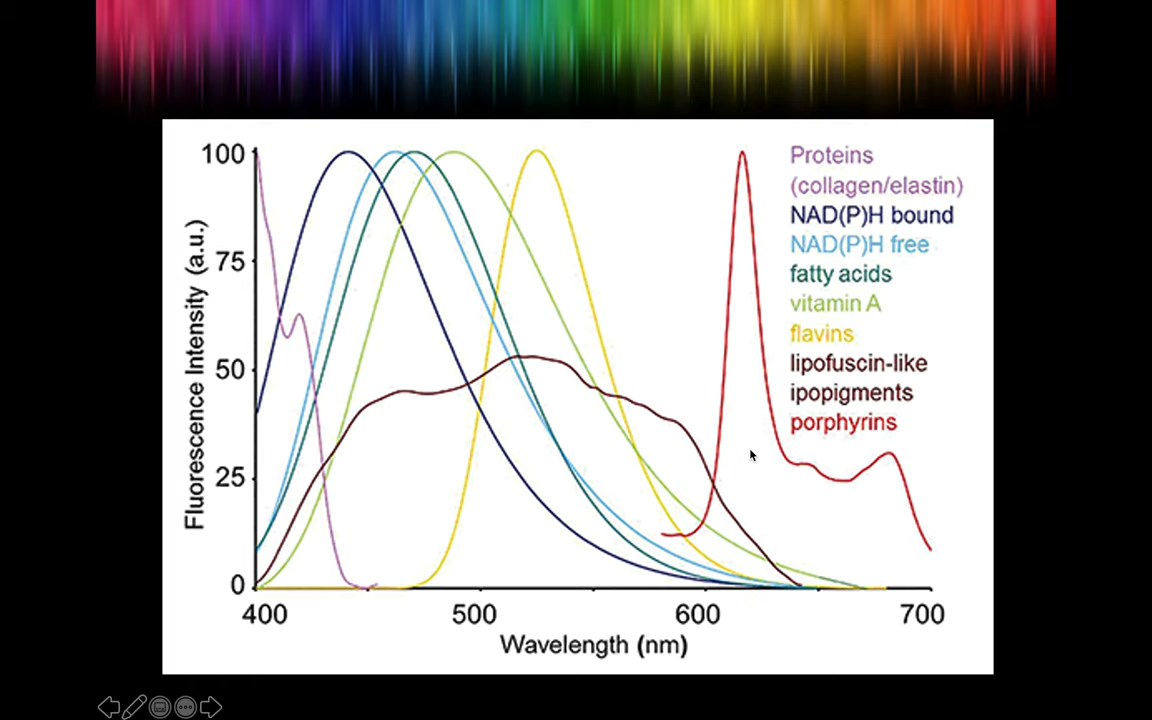 100
75
50
25
0
Fluorescence Intensity (a.u.)
400
500
600
700
Wavelength (nm)
Proteins
(collagen/elastin)
NAD(P)H bound
NAD(P)H free
fatty acids
vitamin A
flavins
lipofuscin-like
ipopigments
porphyrins